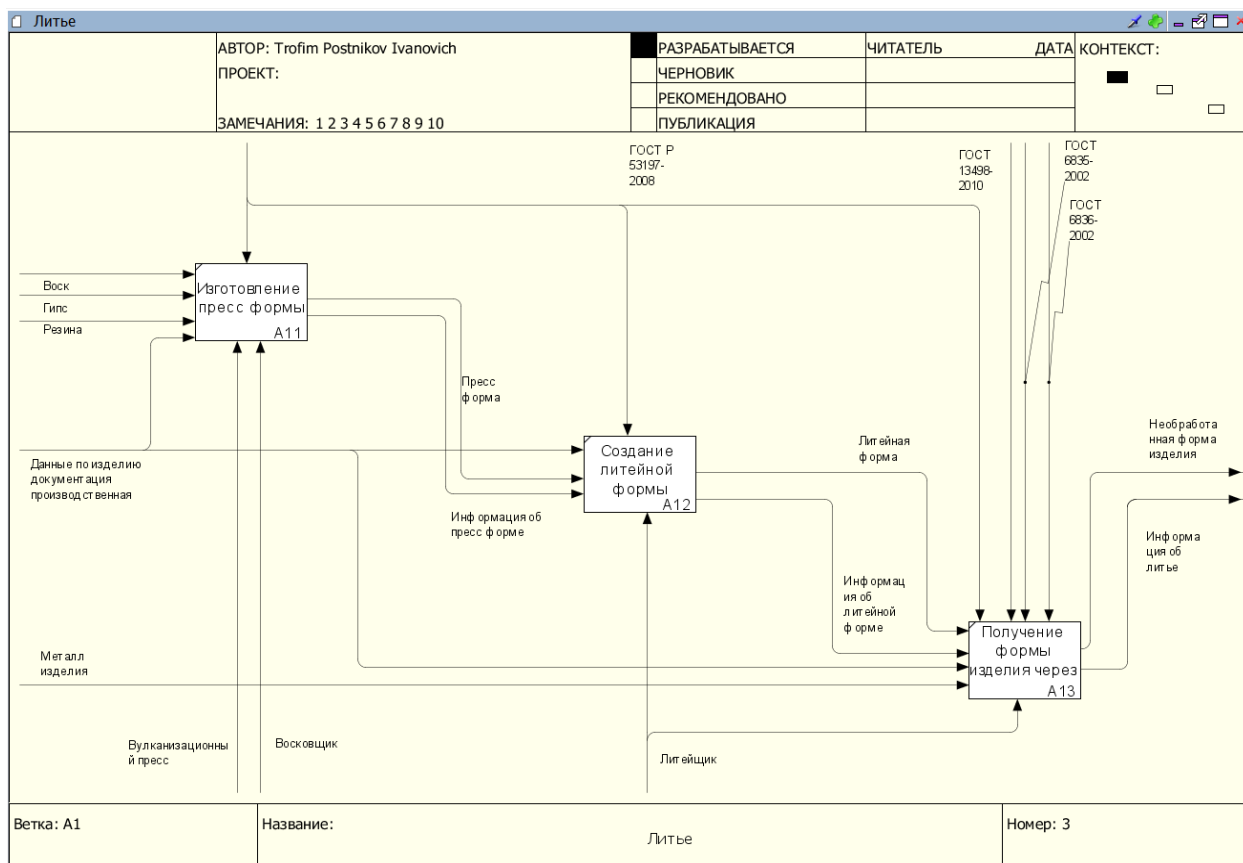 Литье
АВТОР: Trofim Postnikov Ivanovich
ПРОЕКТ:
ЗАМЕЧАНИЯ: 1 2 3 4 5 6 7 8 9 10
РАЗРАБАТЫВАЕТСЯ
ЧЕРНОВИК
РЕКОМЕНДОВАНО
ПУБЛИКАЦИЯ
ЧИТАТЕЛЬ
ДАТА
КОНТЕКСТ:
ГОСТ Р
53197-
2008
ГОСТ
13498-
2010
ГОСТ
6835-
2002
ГОСТ
6836-
2002
Воск
Гипс
Резина
Изготовление
пресс формы
A11
Пресс
форма
Данные по изделию
документация
производственная
Информация об
пресс форме
Создание
литейной
формы
A12
Литейная
форма
Необработа
нная форма
изделия
Информа
ция об
литье
Информац
ия об
литейной
форме
Получение
формы
изделия через
A13
Металл
изделия
Вулканизационны
й пресс
Восковщик
Литейщик
Ветка: A1
Название:
Литье
Номер: 3